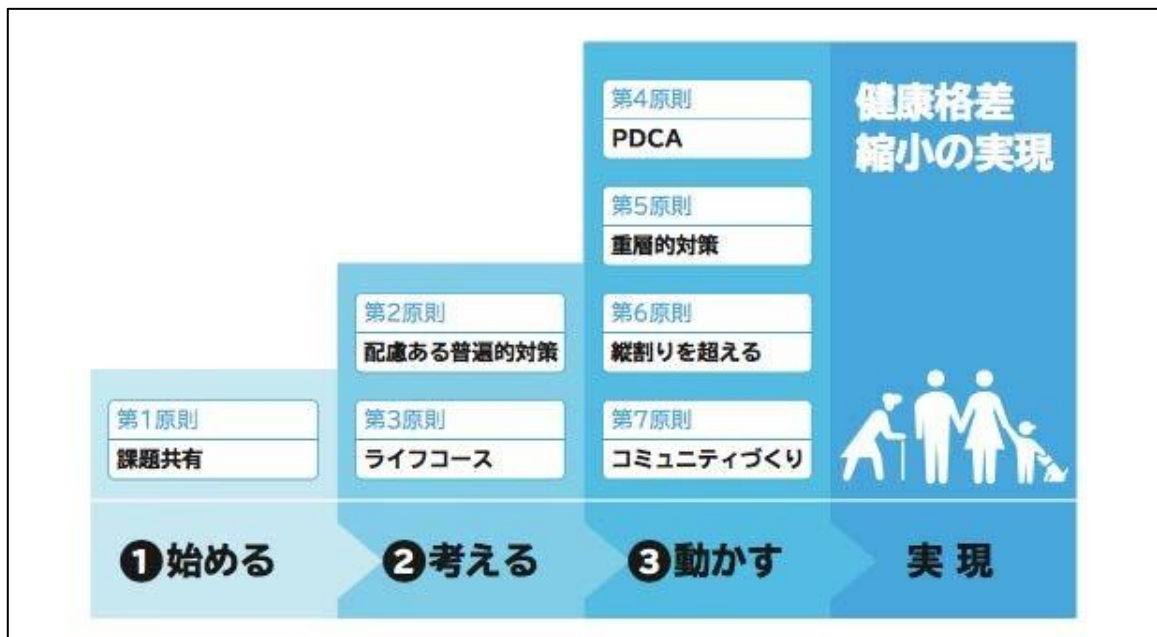 第1原則
課題共有
❶始める
第2原則
配慮ある普遍的対策
第3原則
ライフコース
❷考える
第4原則
PDCA
第5原則
重層的対策
第6原則
縦割りを超える
第7原則
コミュニティづくり
❸動かす
健康格差
縮小の実現
実現